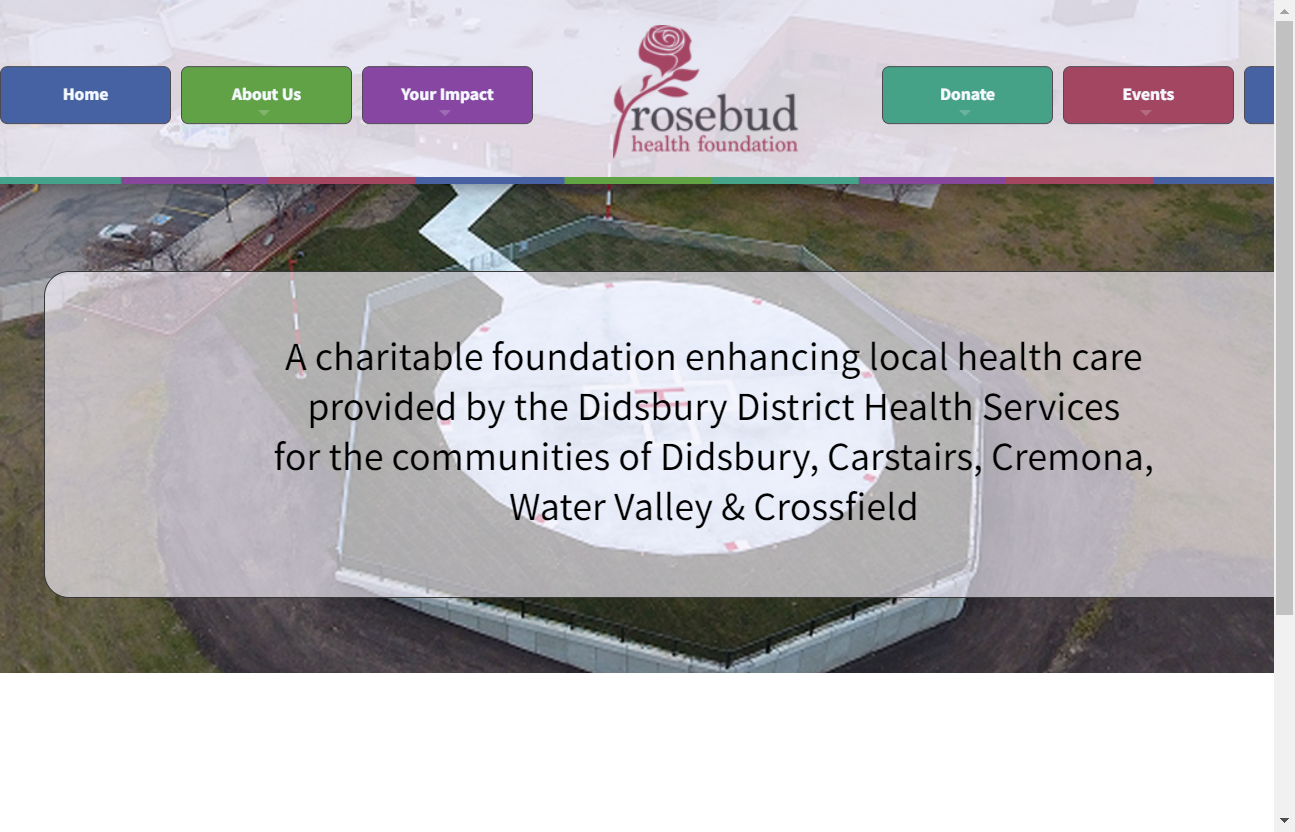 Home
About Us
Your Impact
rosebud
health foundation
Donate
Events
A charitable foundation enhancing local health care
provided by the Didsbury District Health Services
for the communities of Didsbury, Carstairs, Cremona,
Water Valley & Crossfield